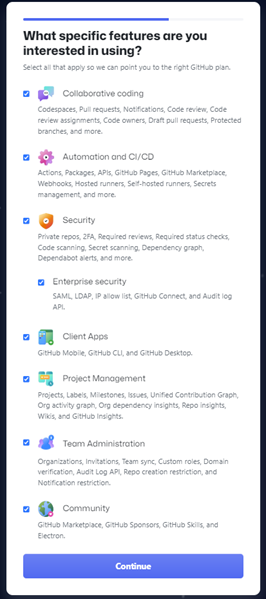 What specific features are you
interested in using?
Select all that apply so we can point you to the right GitHub plan.
Collaborative coding
Codespaces, Pull requests, Notifications, Code review, Code
review assignments, Code owners, Draft pull requests, Protected
branches, and more.
Automation and CI/CD
Actions, Packages, APIs, GitHub Pages, GitHub Marketplace,
Webhooks, Hosted runners, Self-hosted runners, Secrets
management, and more.
Security
Private repos, 2FA, Required reviews, Required status checks,
Code scanning, Secret scanning, Dependency graph,
Dependabot alerts, and more.
Enterprise security
SAML, LDAP, IP allow list, GitHub Connect, and Audit log
API.
Client Apps
GitHub Mobile, GitHub CLI, and GitHub Desktop.
Project Management
Projects, Labels, Milestones, Issues, Unified Contribution Graph,
Org activity graph, Org dependency insights, Repo insights,
Wikis, and GitHub Insights.
Team Administration
Organizations, Invitations, Team sync, Custom roles, Domain
verification, Audit Log API, Repo creation restriction, and
Notification restriction.
Community
GitHub Marketplace, GitHub Sponsors, GitHub Skills, and
Electron.
Continue